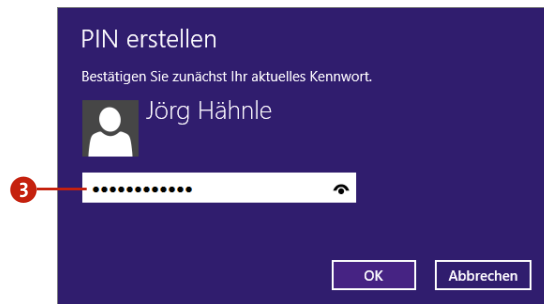 PIN erstellen
Bestätigen Sie zunächst Ihr aktuelles Kennwort.
Jörg Hähnle
3 ••••••••••••
OK Abbrechen